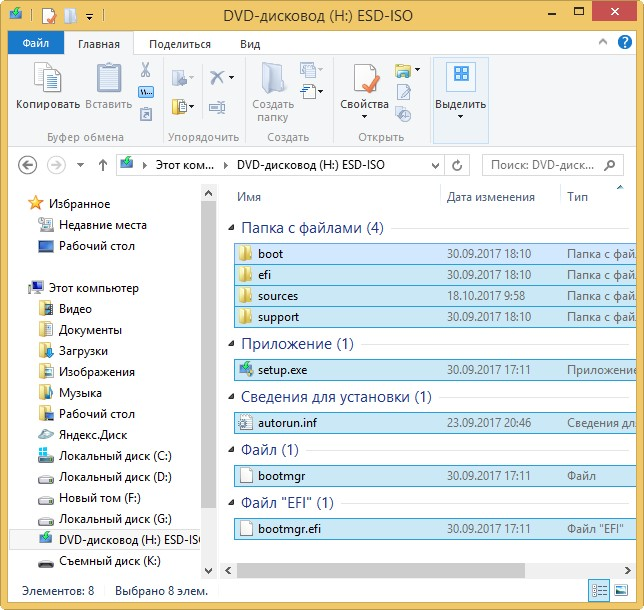 DVD-дисковод (H:) ESD-ISO
Файл Главная Поделиться Вид
Копировать Вставить
Создать папку
Свойства
Выделить
Буфер обмена Упорядочить Создать Открыть
Этот ком... DVD-дисковод (H:) ESD-ISO Поиск: DVD-диск...
Избранное
Недавние места
Рабочий стол
Этот компьютер
Видео
Документы
Загрузки
Изображения
Музыка
Рабочий стол
Яндекс.Диск
Локальный диск (C:)
Локальный диск (D:)
Новый том (F:)
Локальный диск (G:)
DVD-дисковод (H:) ESD-ISO
Съемный диск (K:)
Имя Дата изменения Тип
Папка с файлами (4)
boot 30.09.2017 18:10 Папка с фай
efi 30.09.2017 18:10 Папка с фай
sources 18.10.2017 9:58 Папка с фай
support 30.09.2017 18:10 Папка с фай
Приложение (1)
setup.exe 30.09.2017 17:11 Приложение
Сведения для установки (1)
autorun.inf 23.09.2017 20:46 Сведения дл
Файл (1)
bootmgr 30.09.2017 17:11 Файл
Файл "EFI" (1)
bootmgr.efi 30.09.2017 17:11 Файл "EFI"
Элементов: 8 Выбрано 8 элем.